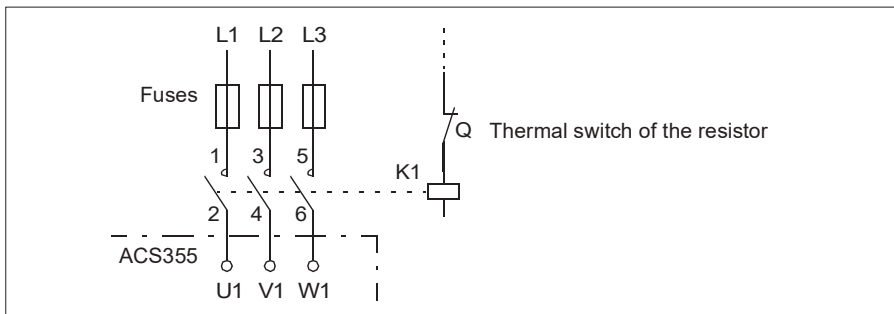 L1 L2 L3
Fuses
Q Thermal switch of the resistor
1 3 5
K1
2 4 6
ACS355
U1 V1 W1